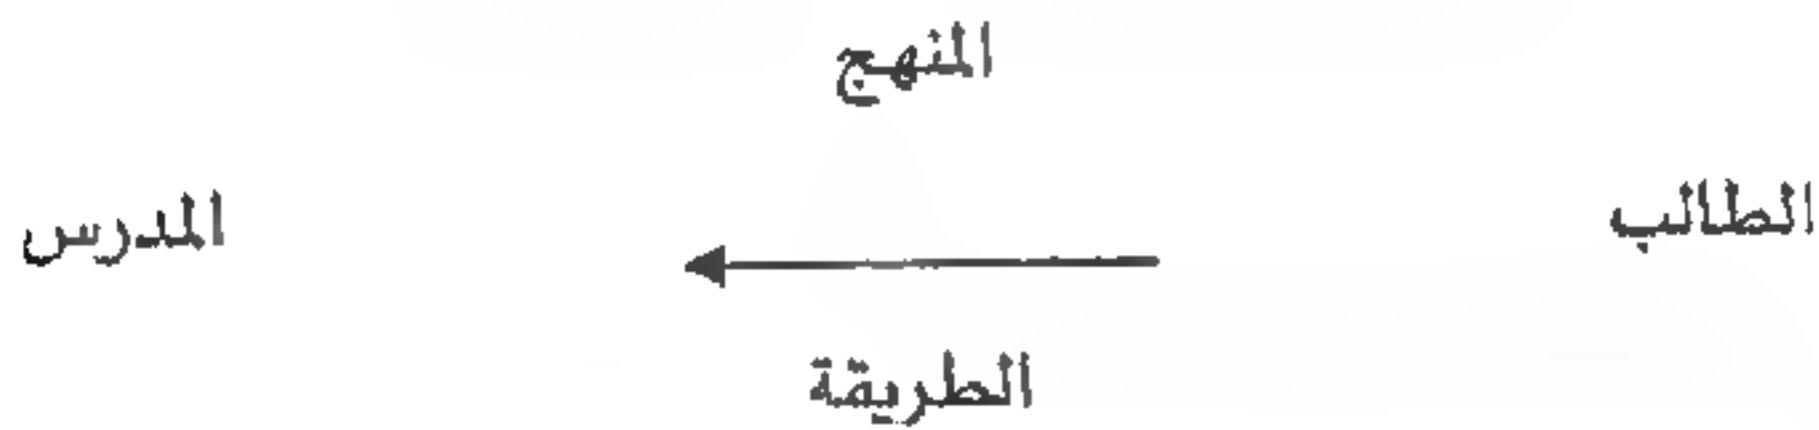 المنهج
الطالب
المدرس
الطريقة